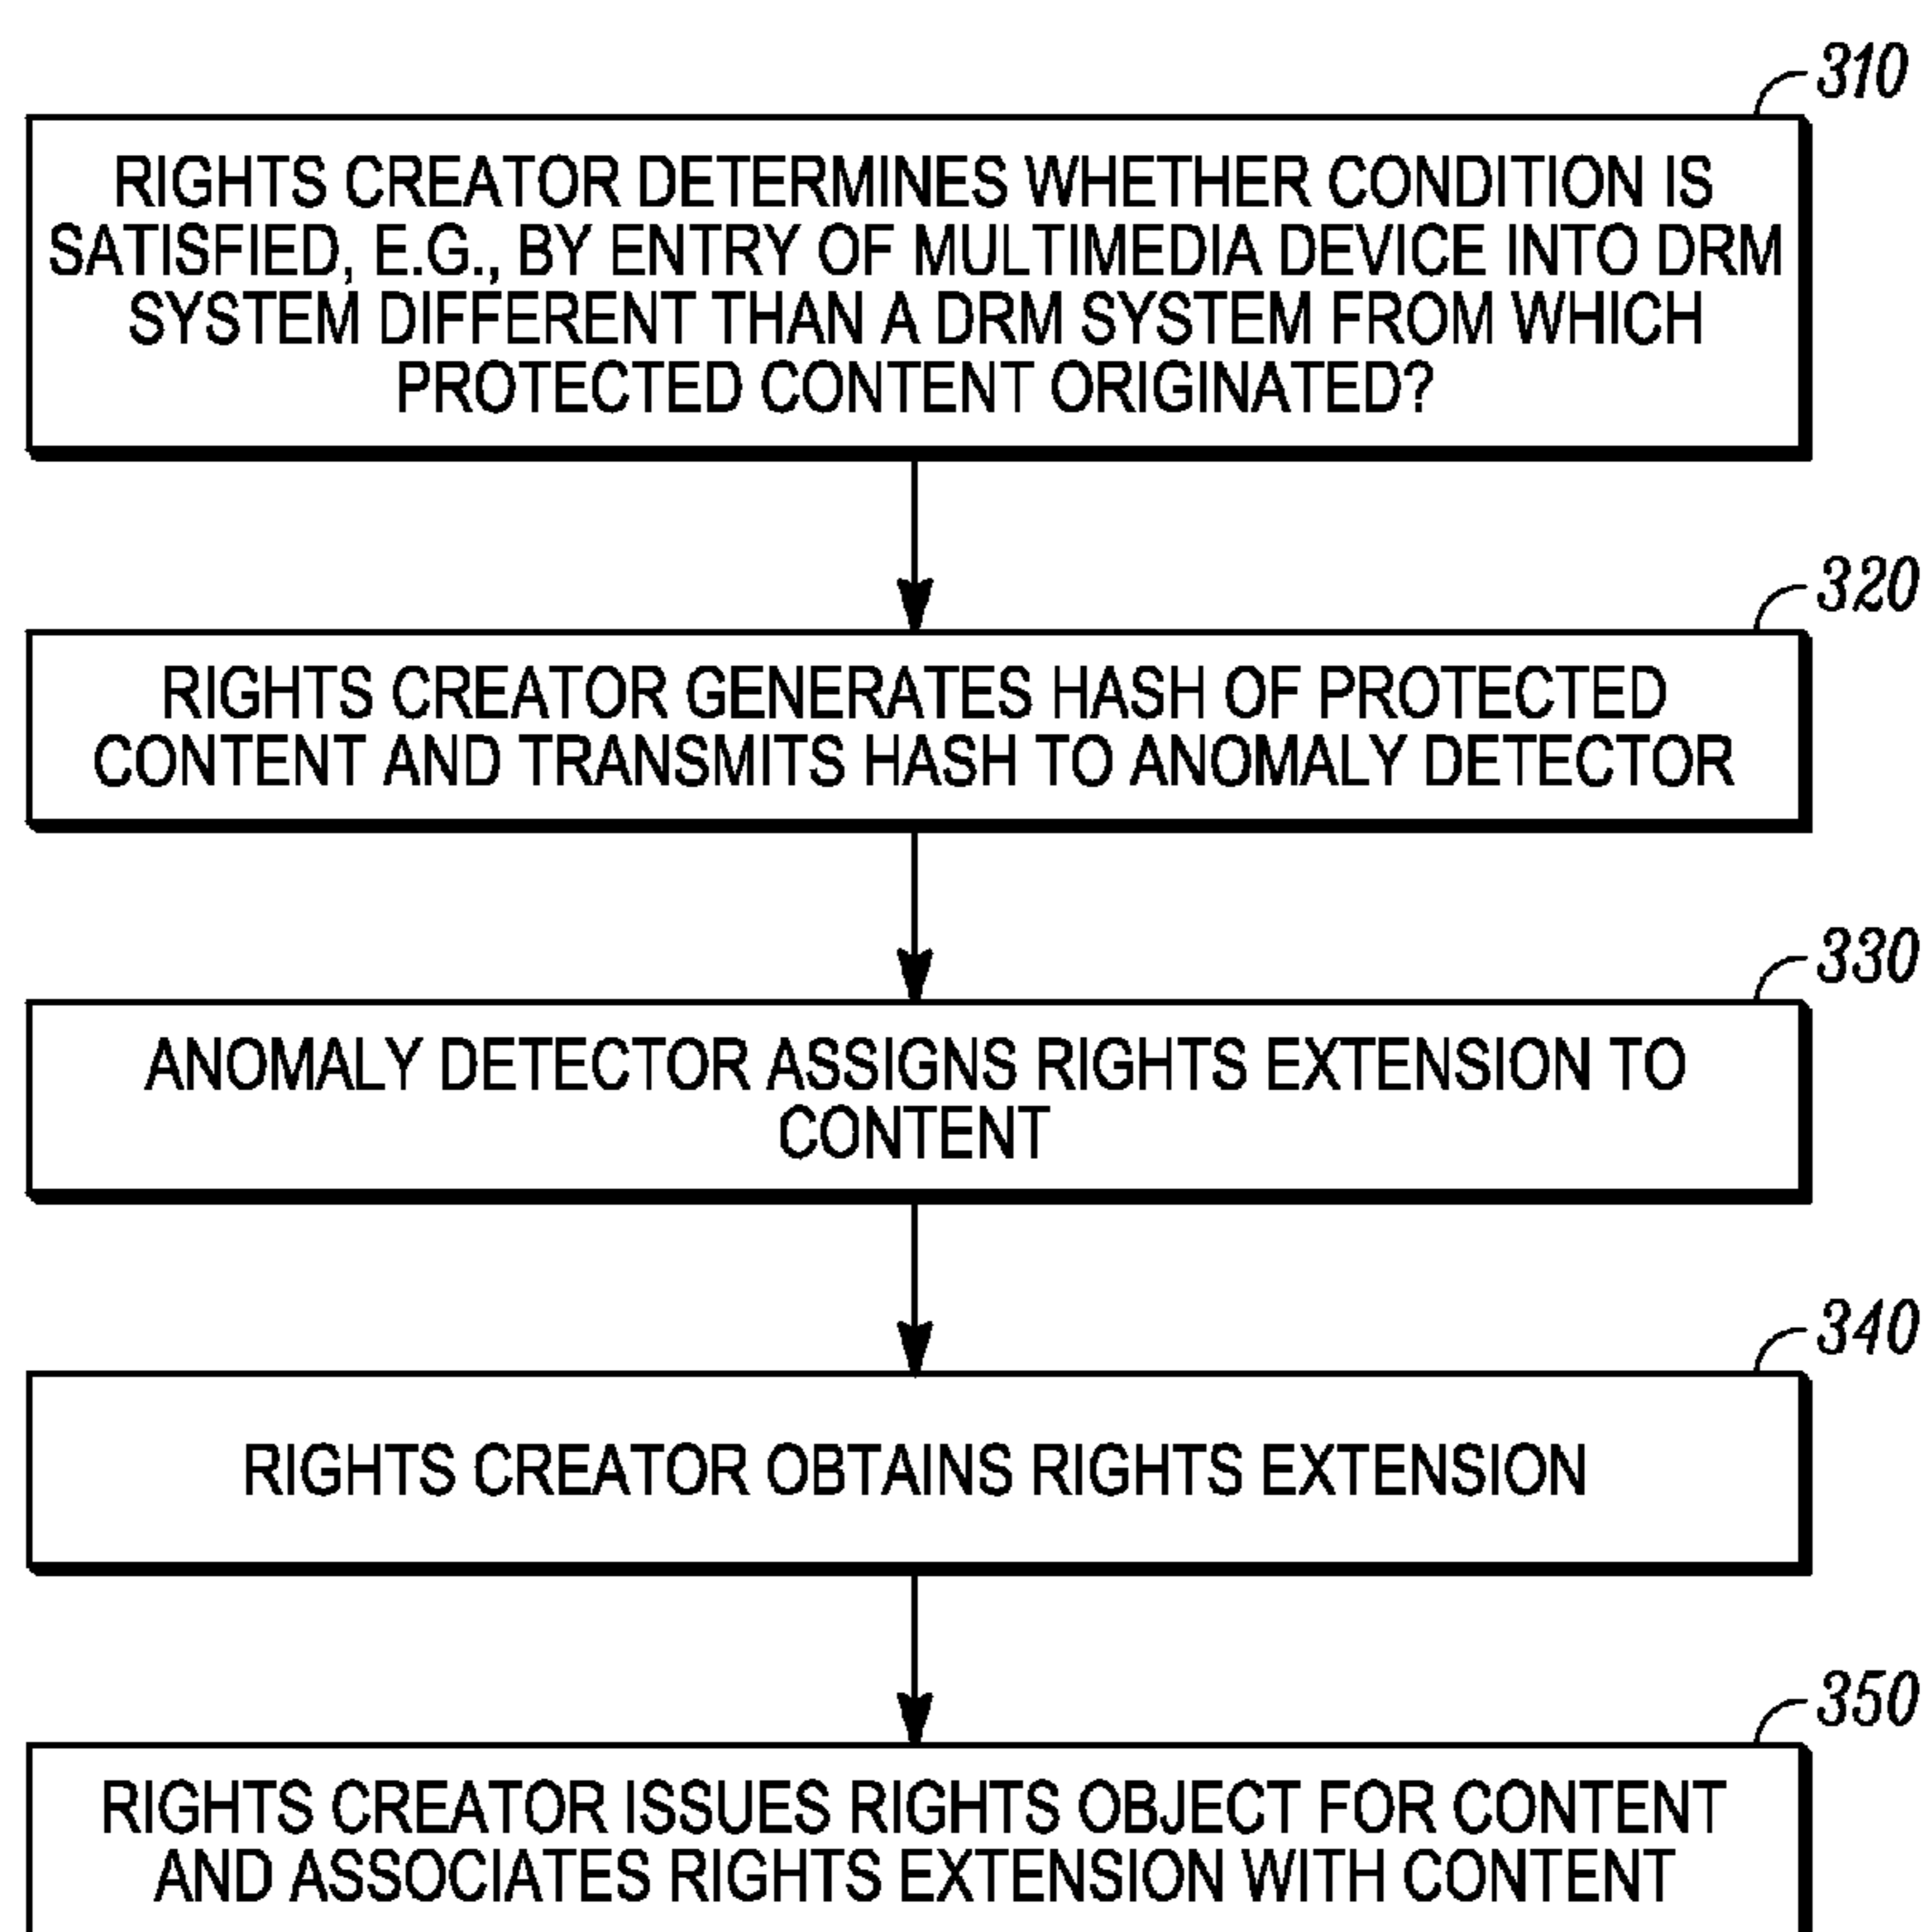 310
RIGHTS CREATOR DETERMINES WHETHER CONDITION IS
SATISFIED, E.G., BY ENTRY OF MULTIMEDIA DEVICE INTO DRM
SYSTEM DIFFERENT THAN A DRM SYSTEM FROM WHICH
PROTECTED CONTENT ORIGINATED?
320
RIGHTS CREATOR GENERATES HASH OF PROTECTED
CONTENT AND TRANSMITS HASH TO ANOMALY DETECTOR
330
ANOMALY DETECTOR ASSIGNS RIGHTS EXTENSION TO
CONTENT
340
RIGHTS CREATOR OBTAINS RIGHTS EXTENSION
350
RIGHTS CREATOR ISSUES RIGHTS OBJECT FOR CONTENT
AND ASSOCIATES RIGHTS EXTENSION WITH CONTENT